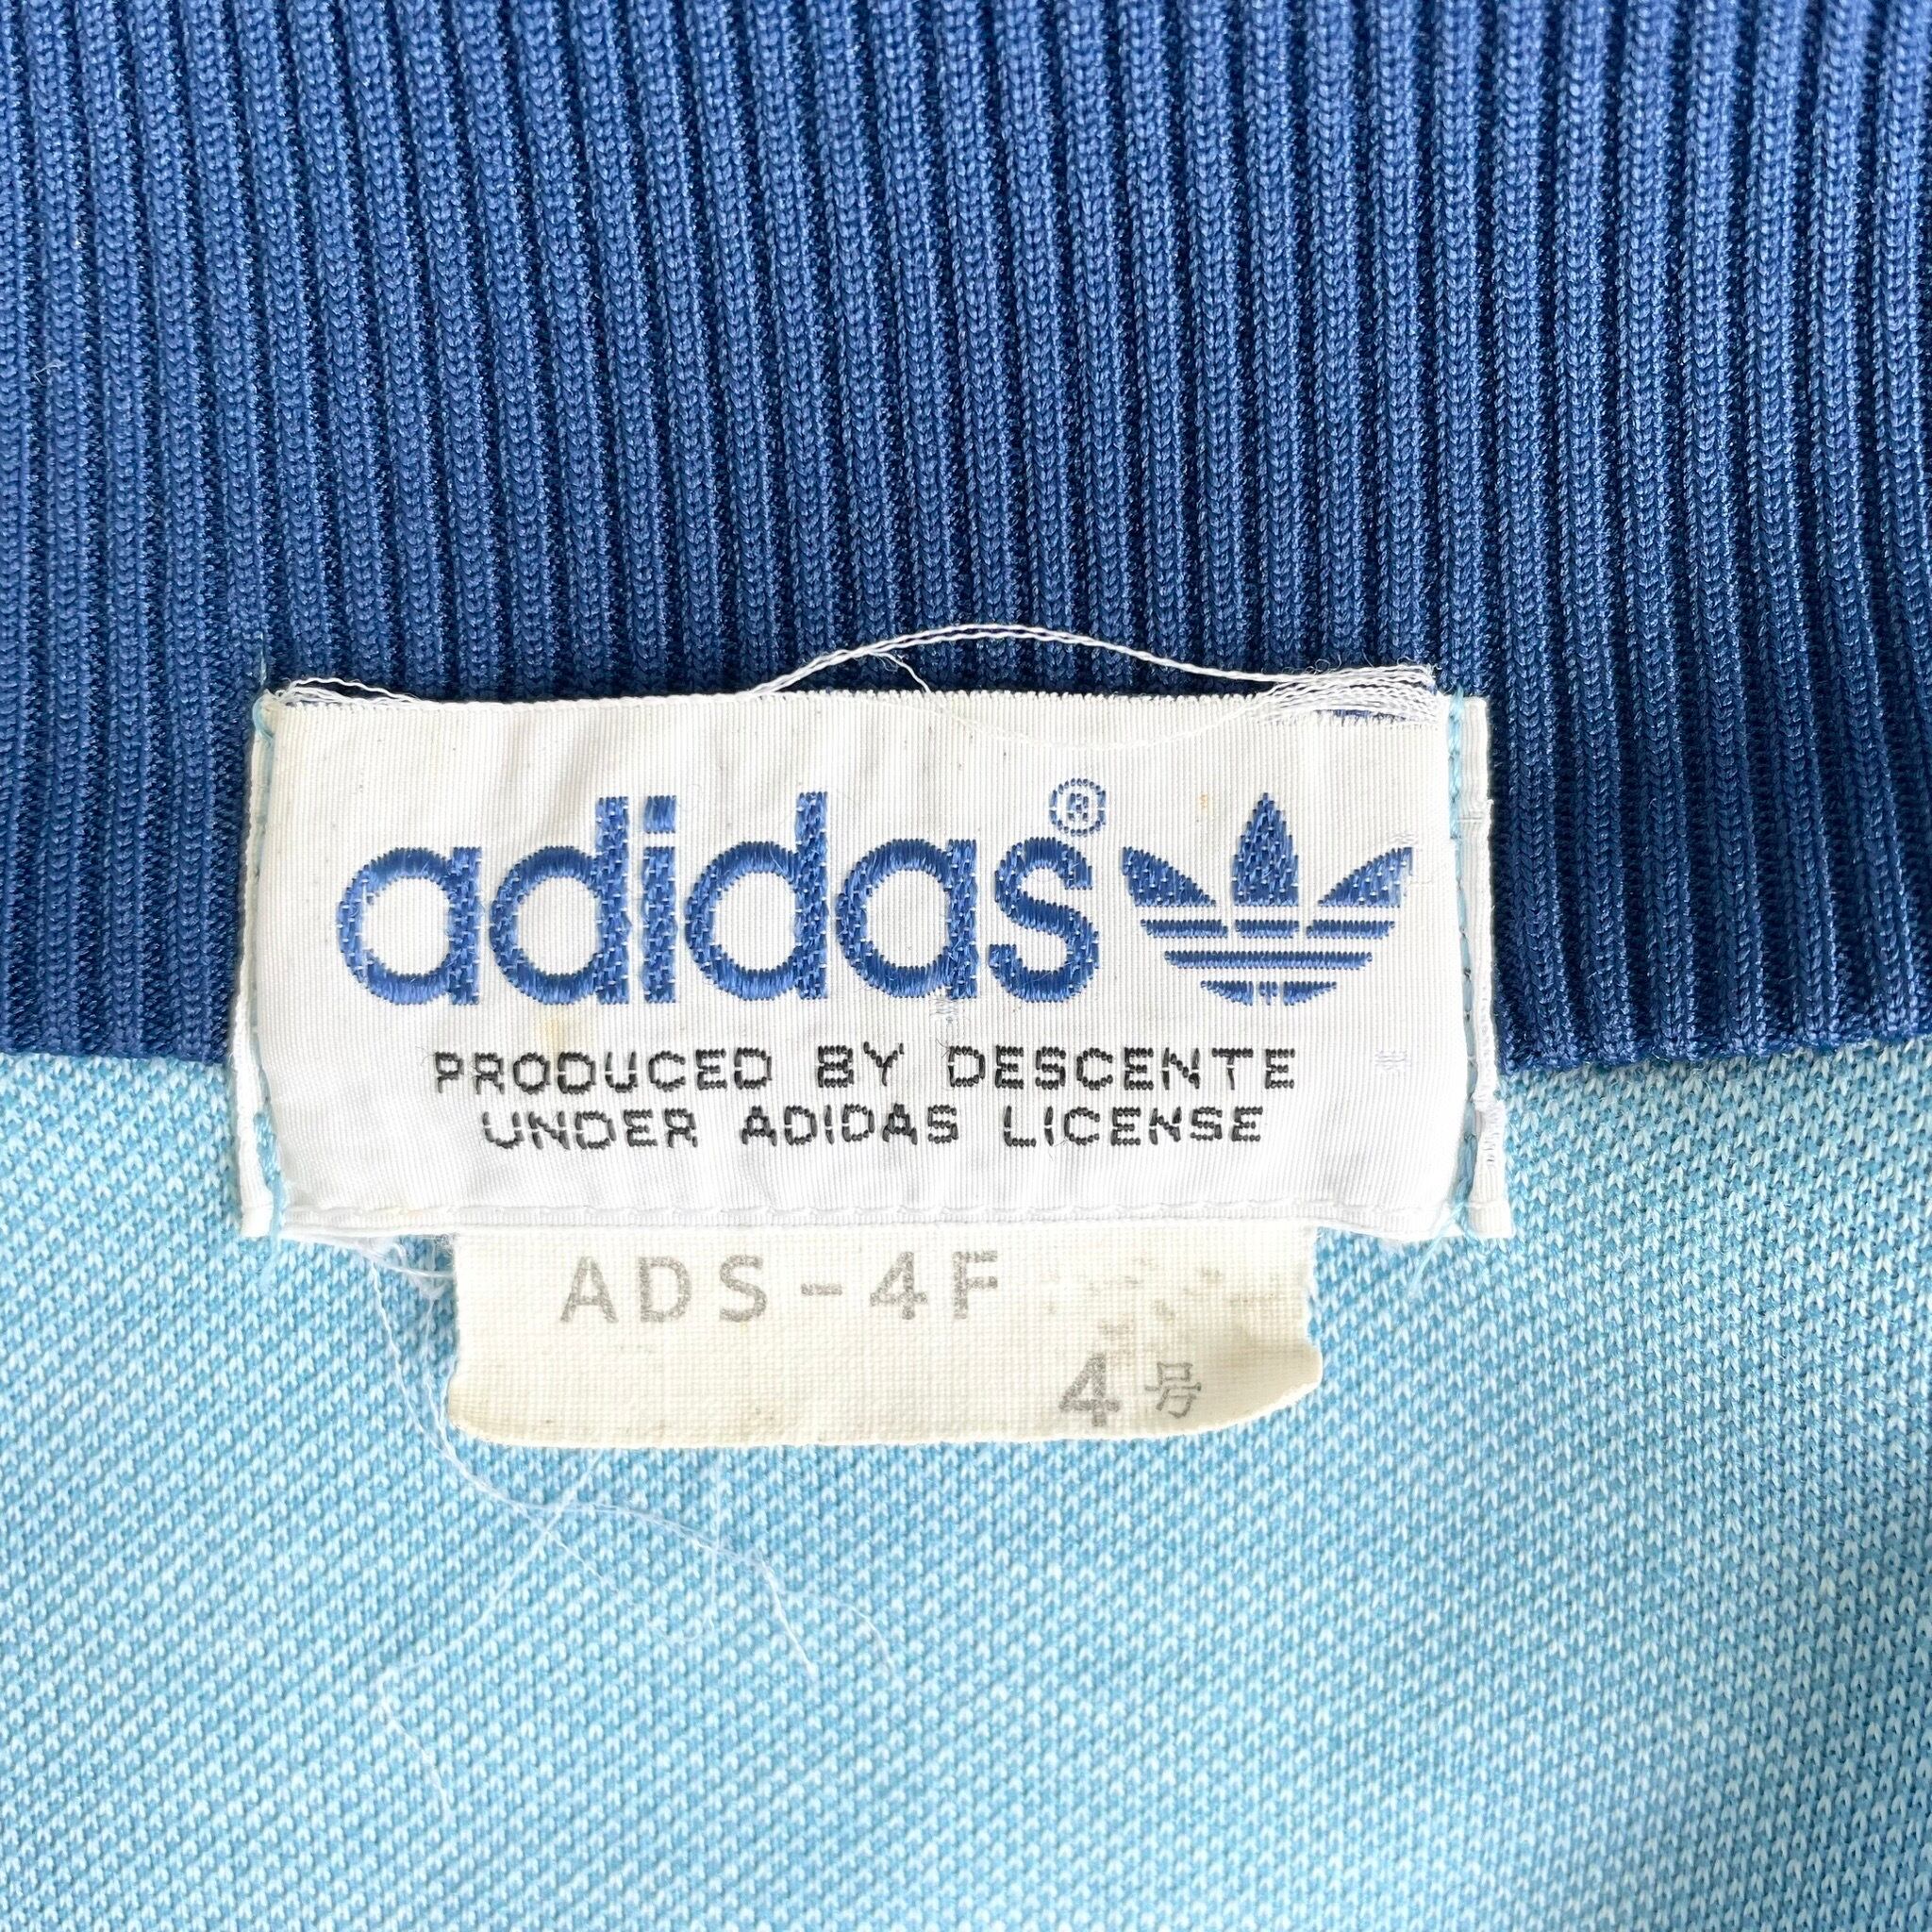 adidas®
PRODUCED BY DESCENTE
UNDER ADIDAS LICENSE
ADS-4F
4号